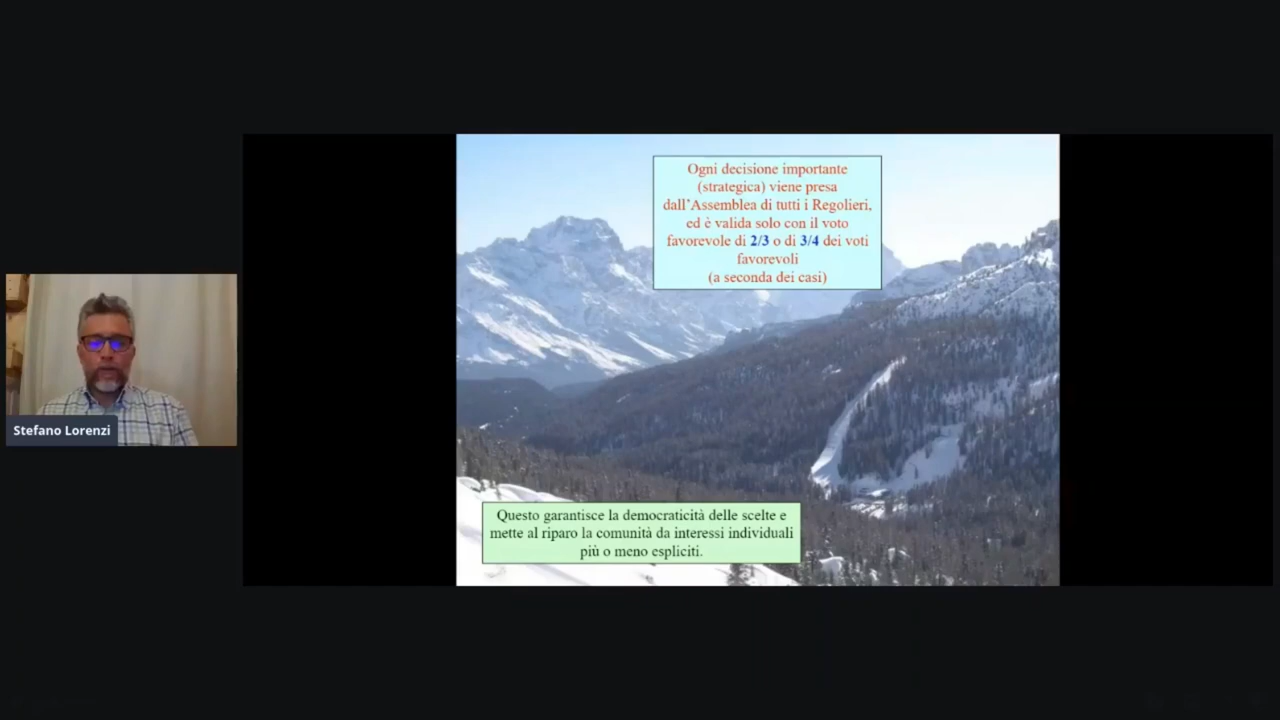 Ogni decisione importante
(strategica) viene presa
dall'Assemblea di tutti i Regolieri,
ed è valida solo con il voto
favorevole di 2/3 o di 3/4 dei voti
favorevoli
(a seconda dei casi)
Stefano Lorenzi
Questo garantisce la democraticità delle scelte e
mette al riparo la comunità da interessi individuali
più o meno espliciti.